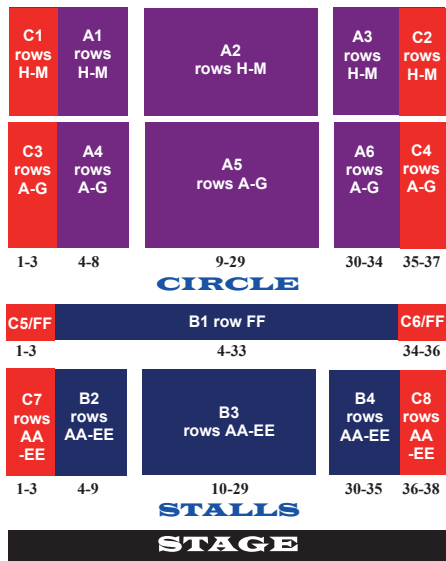 C1 rows H-M
A1 rows H-M
A2 rows H-M
A3 rows H-M
C2 rows H-M
C3 rows A-G
A4 rows A-G
A5 rows A-G
A6 rows A-G
C4 rows A-G
1-3 4-8 9-29 30-34 35-37
CIRCLE
C5/FF B1 row FF C6/FF
1-3 4-33 34-36
C7 rows AA -EE
B2 rows AA-EE
B3 rows AA-EE
B4 rows AA-EE
C8 rows AA -EE
1-3 4-9 10-29 30-35 36-38
STALLS
STAGE